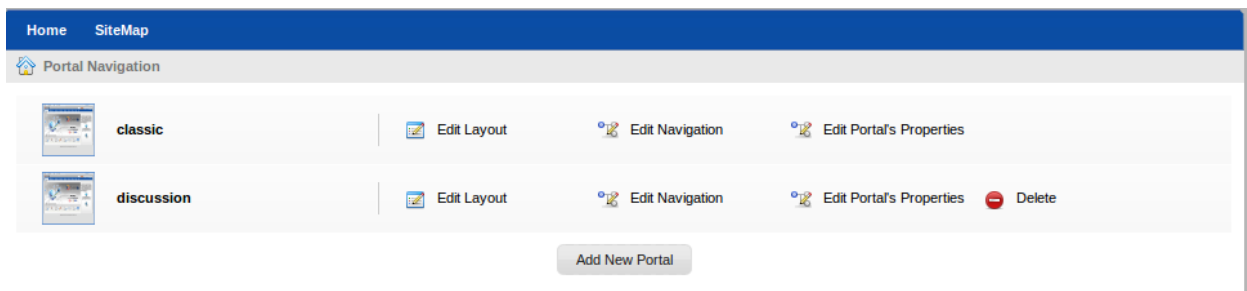 Home SiteMap
Portal Navigation
classic Edit Layout Edit Navigation Edit Portal's Properties
discussion Edit Layout Edit Navigation Edit Portal's Properties Delete
Add New Portal